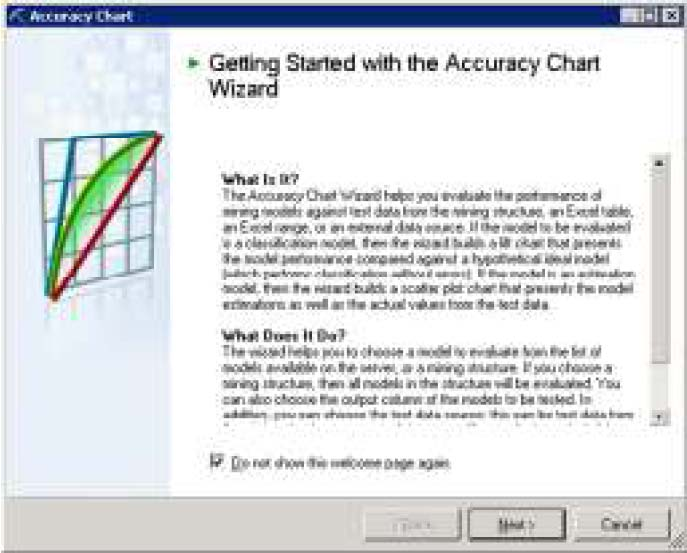 Accuracy Chart
Getting Started with the Accuracy Chart
Wizard
What Is It?
The Accuracy Chart Wizard helps you evaluate the performance of
mining models against test data from the mining structure, an Excel table,
an Excel range, or an external data source. If the model to be evaluated
is a classification model, then the wizard builds a lift chart that presents
the model performance compared against a hypothetical ideal model
(which performs classification without errors). If the model is an estimation
model, then the wizard builds a scatter plot chart that presents the model
estimations as well as the actual values from the test data.
What Does It Do?
The wizard helps you to choose a model to evaluate from the list of
models available on the server, or a mining structure. If you choose a
mining structure, then all models in the structure will be evaluated. You
can also choose the output column of the models to be tested. In
addition, you can choose the test data source; this can be test data from
Do not show this welcome page again
< Back
Next >
Cancel